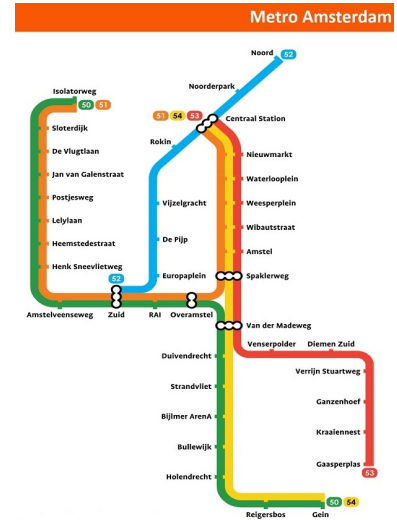 Metro Amsterdam
Noord 52
Noorderpark
Isolatorweg
50 51
51 54 53
Centraal Station
Sloterdijk
Rokin
Nieuwmarkt
De Vlugtlaan
Jan van Galenstraat
Waterlooplein
Postjesweg
Vijzelgracht
Weesperplein
Lelylaan
Wibautstraat
Heemstedestraat
De Pijp
Amstel
Henk Sneevlietweg
52
Europaplein
Spaklerweg
Amstelveenseweg
Zuid
RAI
Overamstel
Van der Madeweg
Duivendrecht
Venserpolder
Diemen Zuid
Verrijn Stuartweg
Strandvliet
Ganzenhoef
Bijlmer ArenA
Kraaiennest
Bullewijk
Gaasperplas
53
Holendrecht
50 54
Reigersbos
Gein